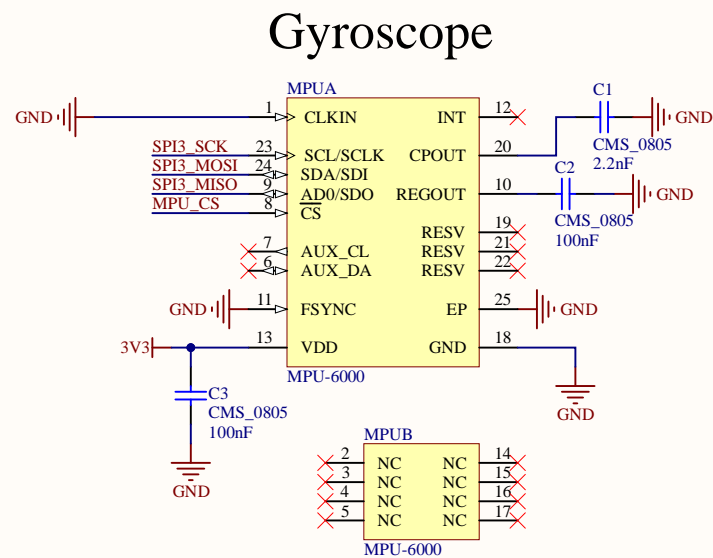 Gyroscope
MPUA
GND 1 CLKIN INT 12 C1 GND
SPI3_SCK 23 SCL/SCLK CPOUT 20 CMS_0805
2.2nF
SPI3_MOSI 24 SDA/SDI
SPI3_MISO 9 AD0/SDO REGOUT 10 C2 GND
MPU_CS 8 CS CMS_0805
100nF
RESV 19
7 AUX_CL RESV 21
6 AUX_DA RESV 22
GND 11 FSYNC EP 25 GND
3V3 13 VDD GND 18
MPU-6000
C3
CMS_0805
100nF
GND
GND
MPUB
2 NC NC 14
3 NC NC 15
4 NC NC 16
5 NC NC 17
MPU-6000